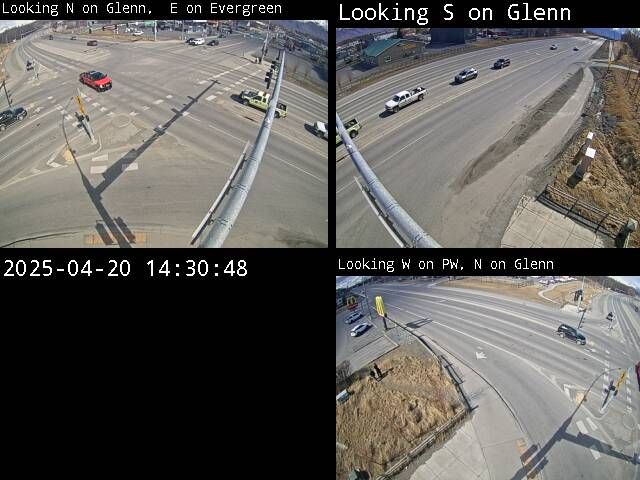 Looking N on Glenn,  E on Evergreen
Looking S on Glenn
2025-04-20 14:30:48
Looking W on PW, N on Glenn